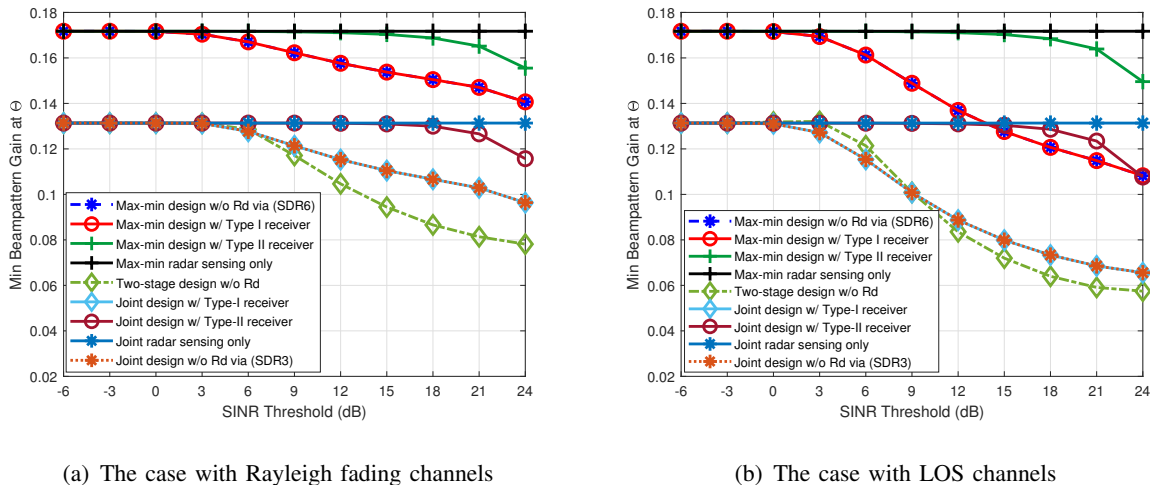 0.18
0.16
0.14
0.12
0.1
0.08
0.06
0.04
0.02
Min Beampattern Gain at Θ
Max-min design w/o Rd via (SDR6)
Max-min design w/ Type I receiver
Max-min design w/ Type II receiver
Max-min radar sensing only
Two-stage design w/o Rd
Joint design w/ Type-I receiver
Joint design w/ Type-II receiver
Joint radar sensing only
Joint design w/o Rd via (SDR3)
-6 -3 0 3 6 9 12 15 18 21 24
SINR Threshold (dB)
(a) The case with Rayleigh fading channels
0.18
0.16
0.14
0.12
0.1
0.08
0.06
0.04
0.02
Min Beampattern Gain at Θ
Max-min design w/o Rd via (SDR6)
Max-min design w/ Type I receiver
Max-min design w/ Type II receiver
Max-min radar sensing only
Two-stage design w/o Rd
Joint design w/ Type-I receiver
Joint design w/ Type-II receiver
Joint radar sensing only
Joint design w/o Rd via (SDR3)
-6 -3 0 3 6 9 12 15 18 21 24
SINR Threshold (dB)
(b) The case with LOS channels